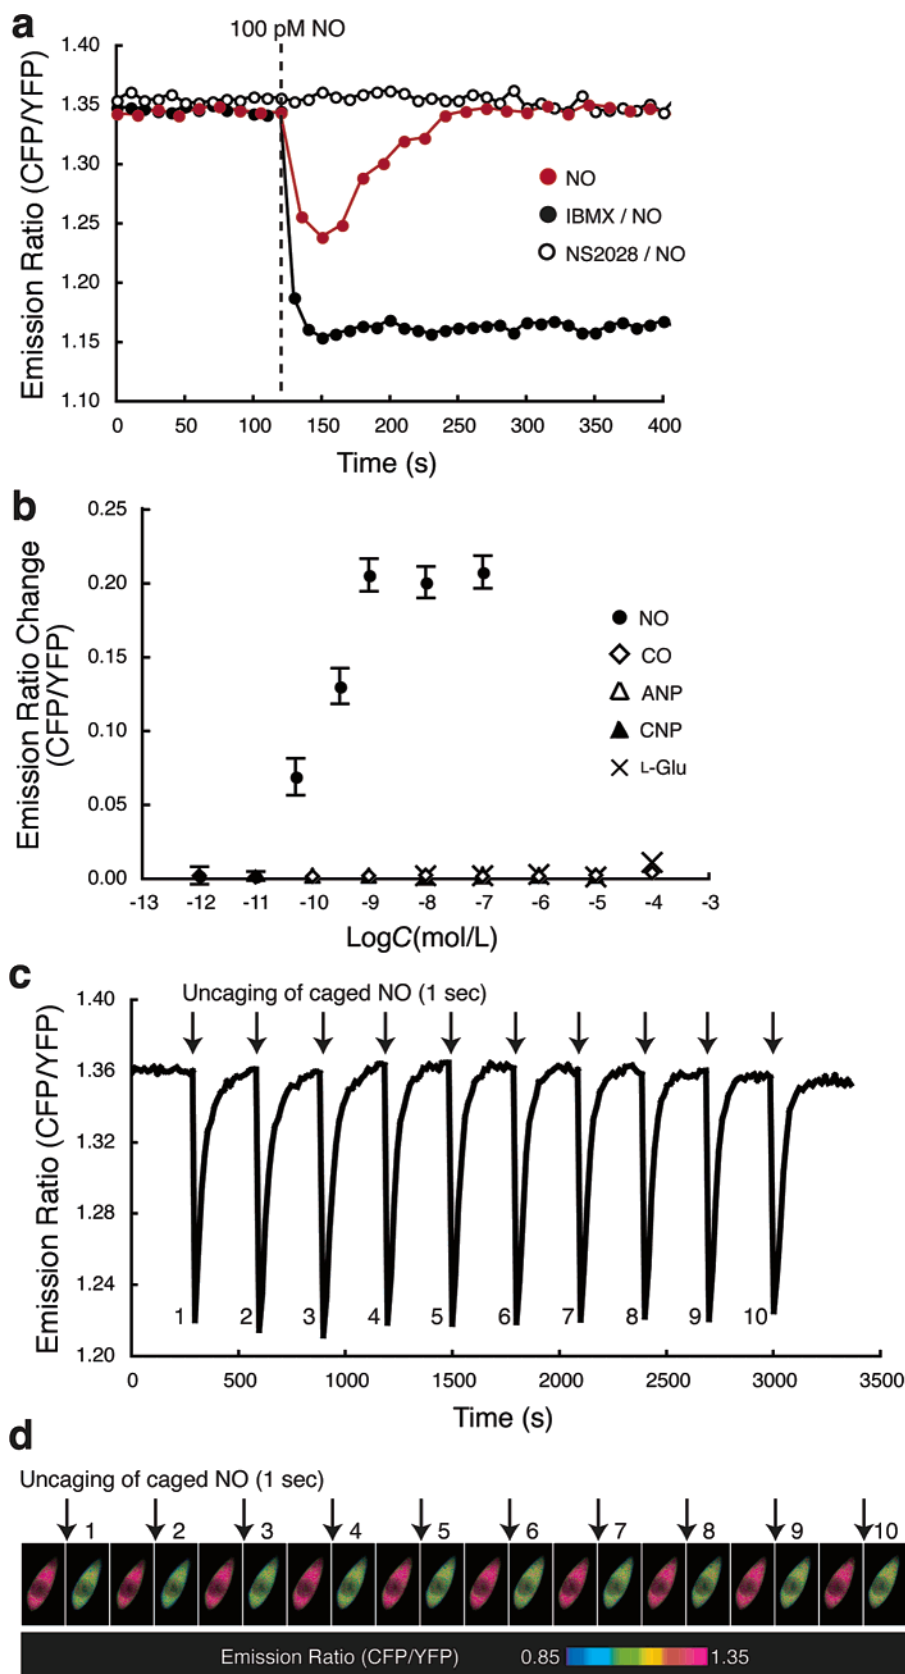 a
100 pM NO
Emission Ratio (CFP/YFP)
1.40
1.35
1.30
1.25
1.20
1.15
1.10
NO
IBMX / NO
NS2028 / NO
0 50 100 150 200 250 300 350 400
Time (s)
b
Emission Ratio Change
(CFP/YFP)
0.25
0.20
0.15
0.10
0.05
0.00
NO
CO
ANP
CNP
L-Glu
-13 -12 -11 -10 -9 -8 -7 -6 -5 -4 -3
LogC(mol/L)
c
Uncaging of caged NO (1 sec)
Emission Ratio (CFP/YFP)
1.40
1.36
1.32
1.28
1.24
1.20
1 2 3 4 5 6 7 8 9 10
0 500 1000 1500 2000 2500 3000 3500
Time (s)
d
Uncaging of caged NO (1 sec)
1 2 3 4 5 6 7 8 9 10
Emission Ratio (CFP/YFP) 0.85 1.35